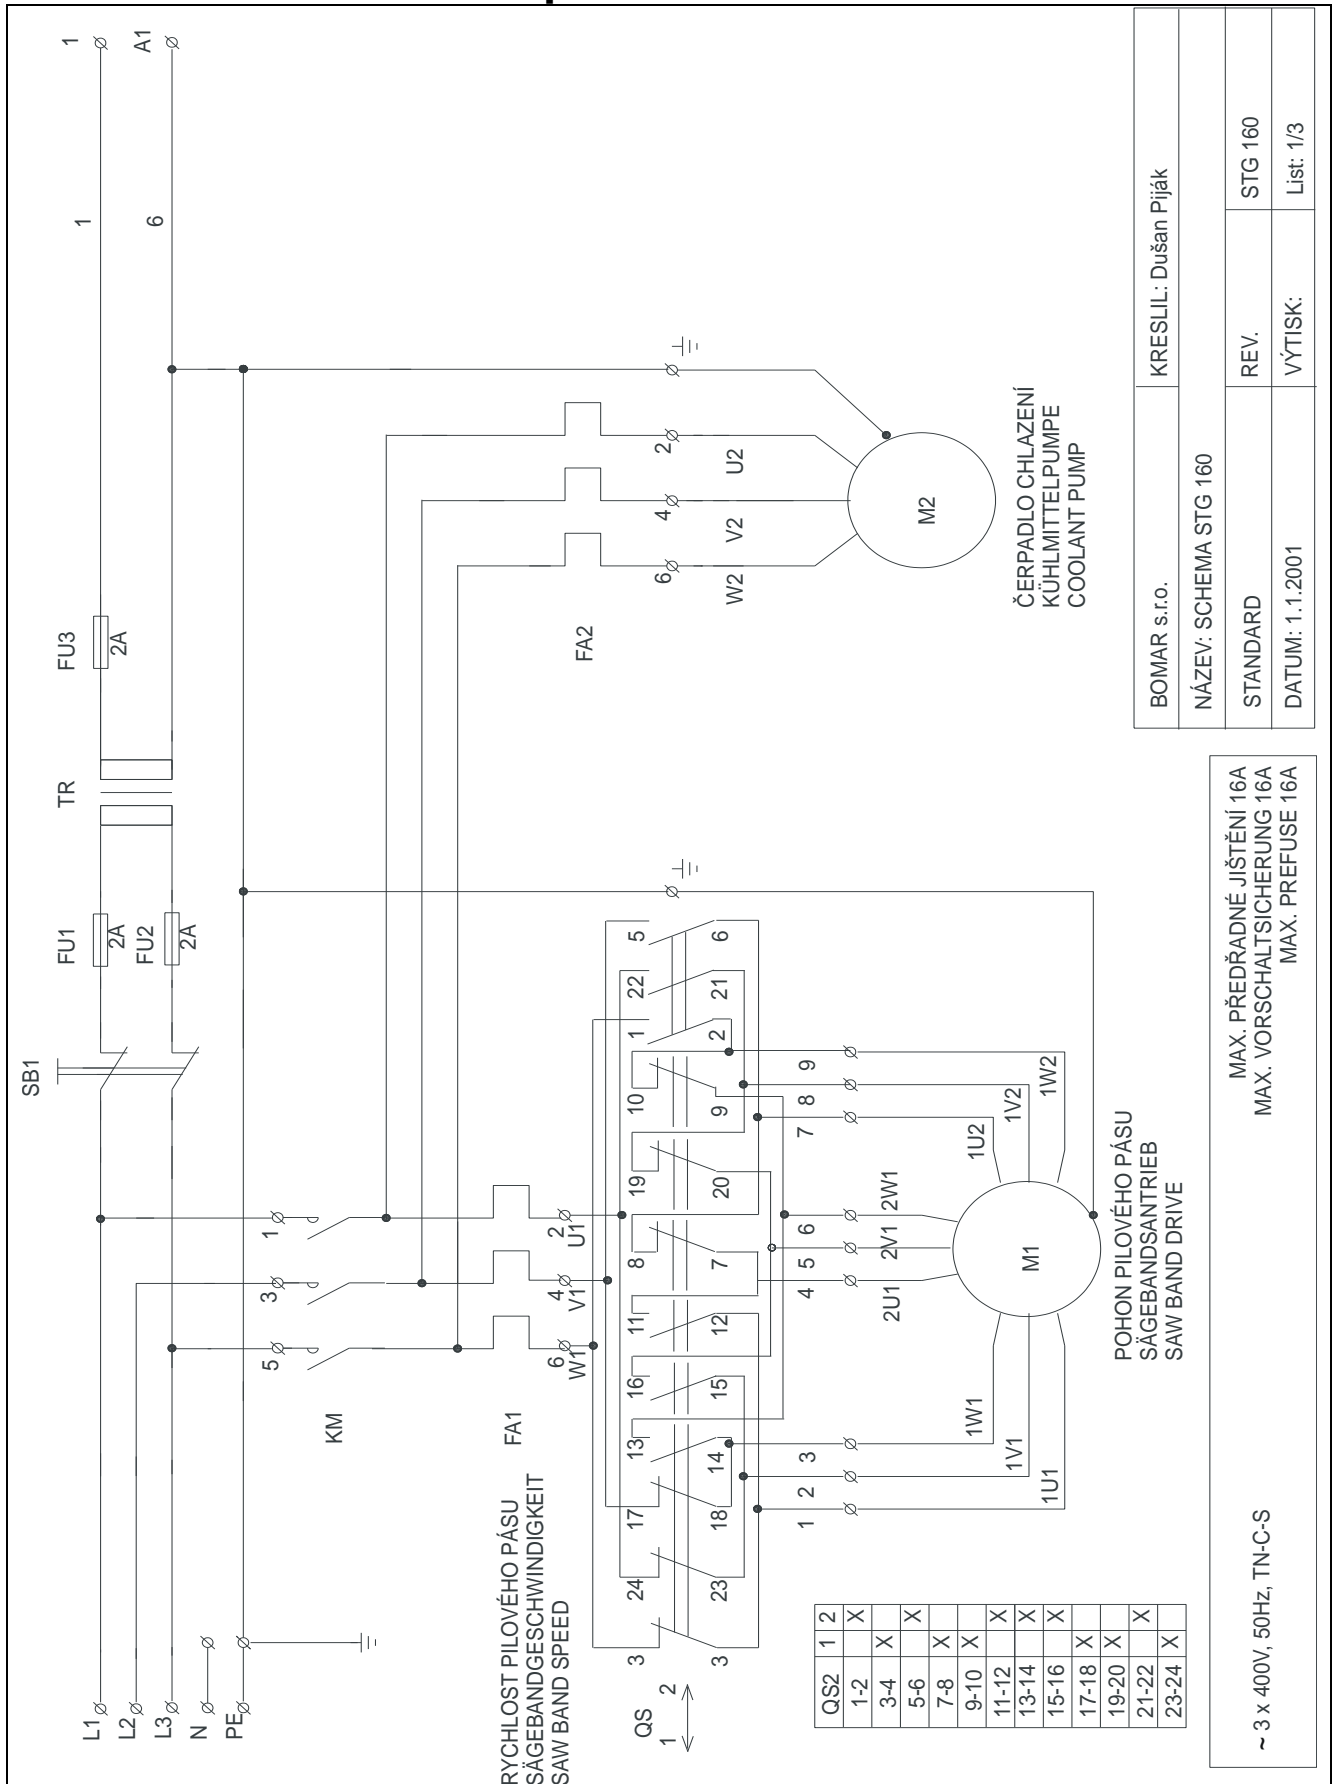 L1
L2
L3
N
PE
SB1
FU1
2A
FU2
2A
TR
FU3
2A
1
6
1
A1
KM
5
3
1
FA1
6
W1
4
V1
2
U1
FA2
6
4
2
W2
V2
U2
M2
ČERPADLO CHLAZENÍ
KÜHLMITTELPUMPE
COOLANT PUMP
RYCHLOST PILOVÉHO PÁSU
SÄGEBANDGESCHWINDIGKEIT
SAW BAND SPEED
QS
1 2
3 24 17 13 16 11 8 19 10 1 22 5
3 23 18 14 15 12 7 20 9 2 21 6
1 2 3 4 5 6 7 8 9
1U1 1V1 1W1 2U1 2V1 2W1 1U2 1V2 1W2
M1
POHON PILOVÉHO PÁSU
SÄGEBANDSANTRIEB
SAW BAND DRIVE
QS2 1 2
1-2 X
3-4 X
5-6 X
7-8 X
9-10 X
11-12 X
13-14 X
15-16 X
17-18 X
19-20 X
21-22 X
23-24 X
~ 3 x 400V, 50Hz, TN-C-S
MAX. PŘEDŘADNÉ JIŠTĚNÍ 16A
MAX. VORSCHALTSICHERUNG 16A
MAX. PREFUSE 16A
BOMAR s.r.o. KRESLIL: Dušan Piják
NÁZEV: SCHEMA STG 160
STANDARD REV. STG 160
DATUM: 1.1.2001 VÝTISK: List: 1/3